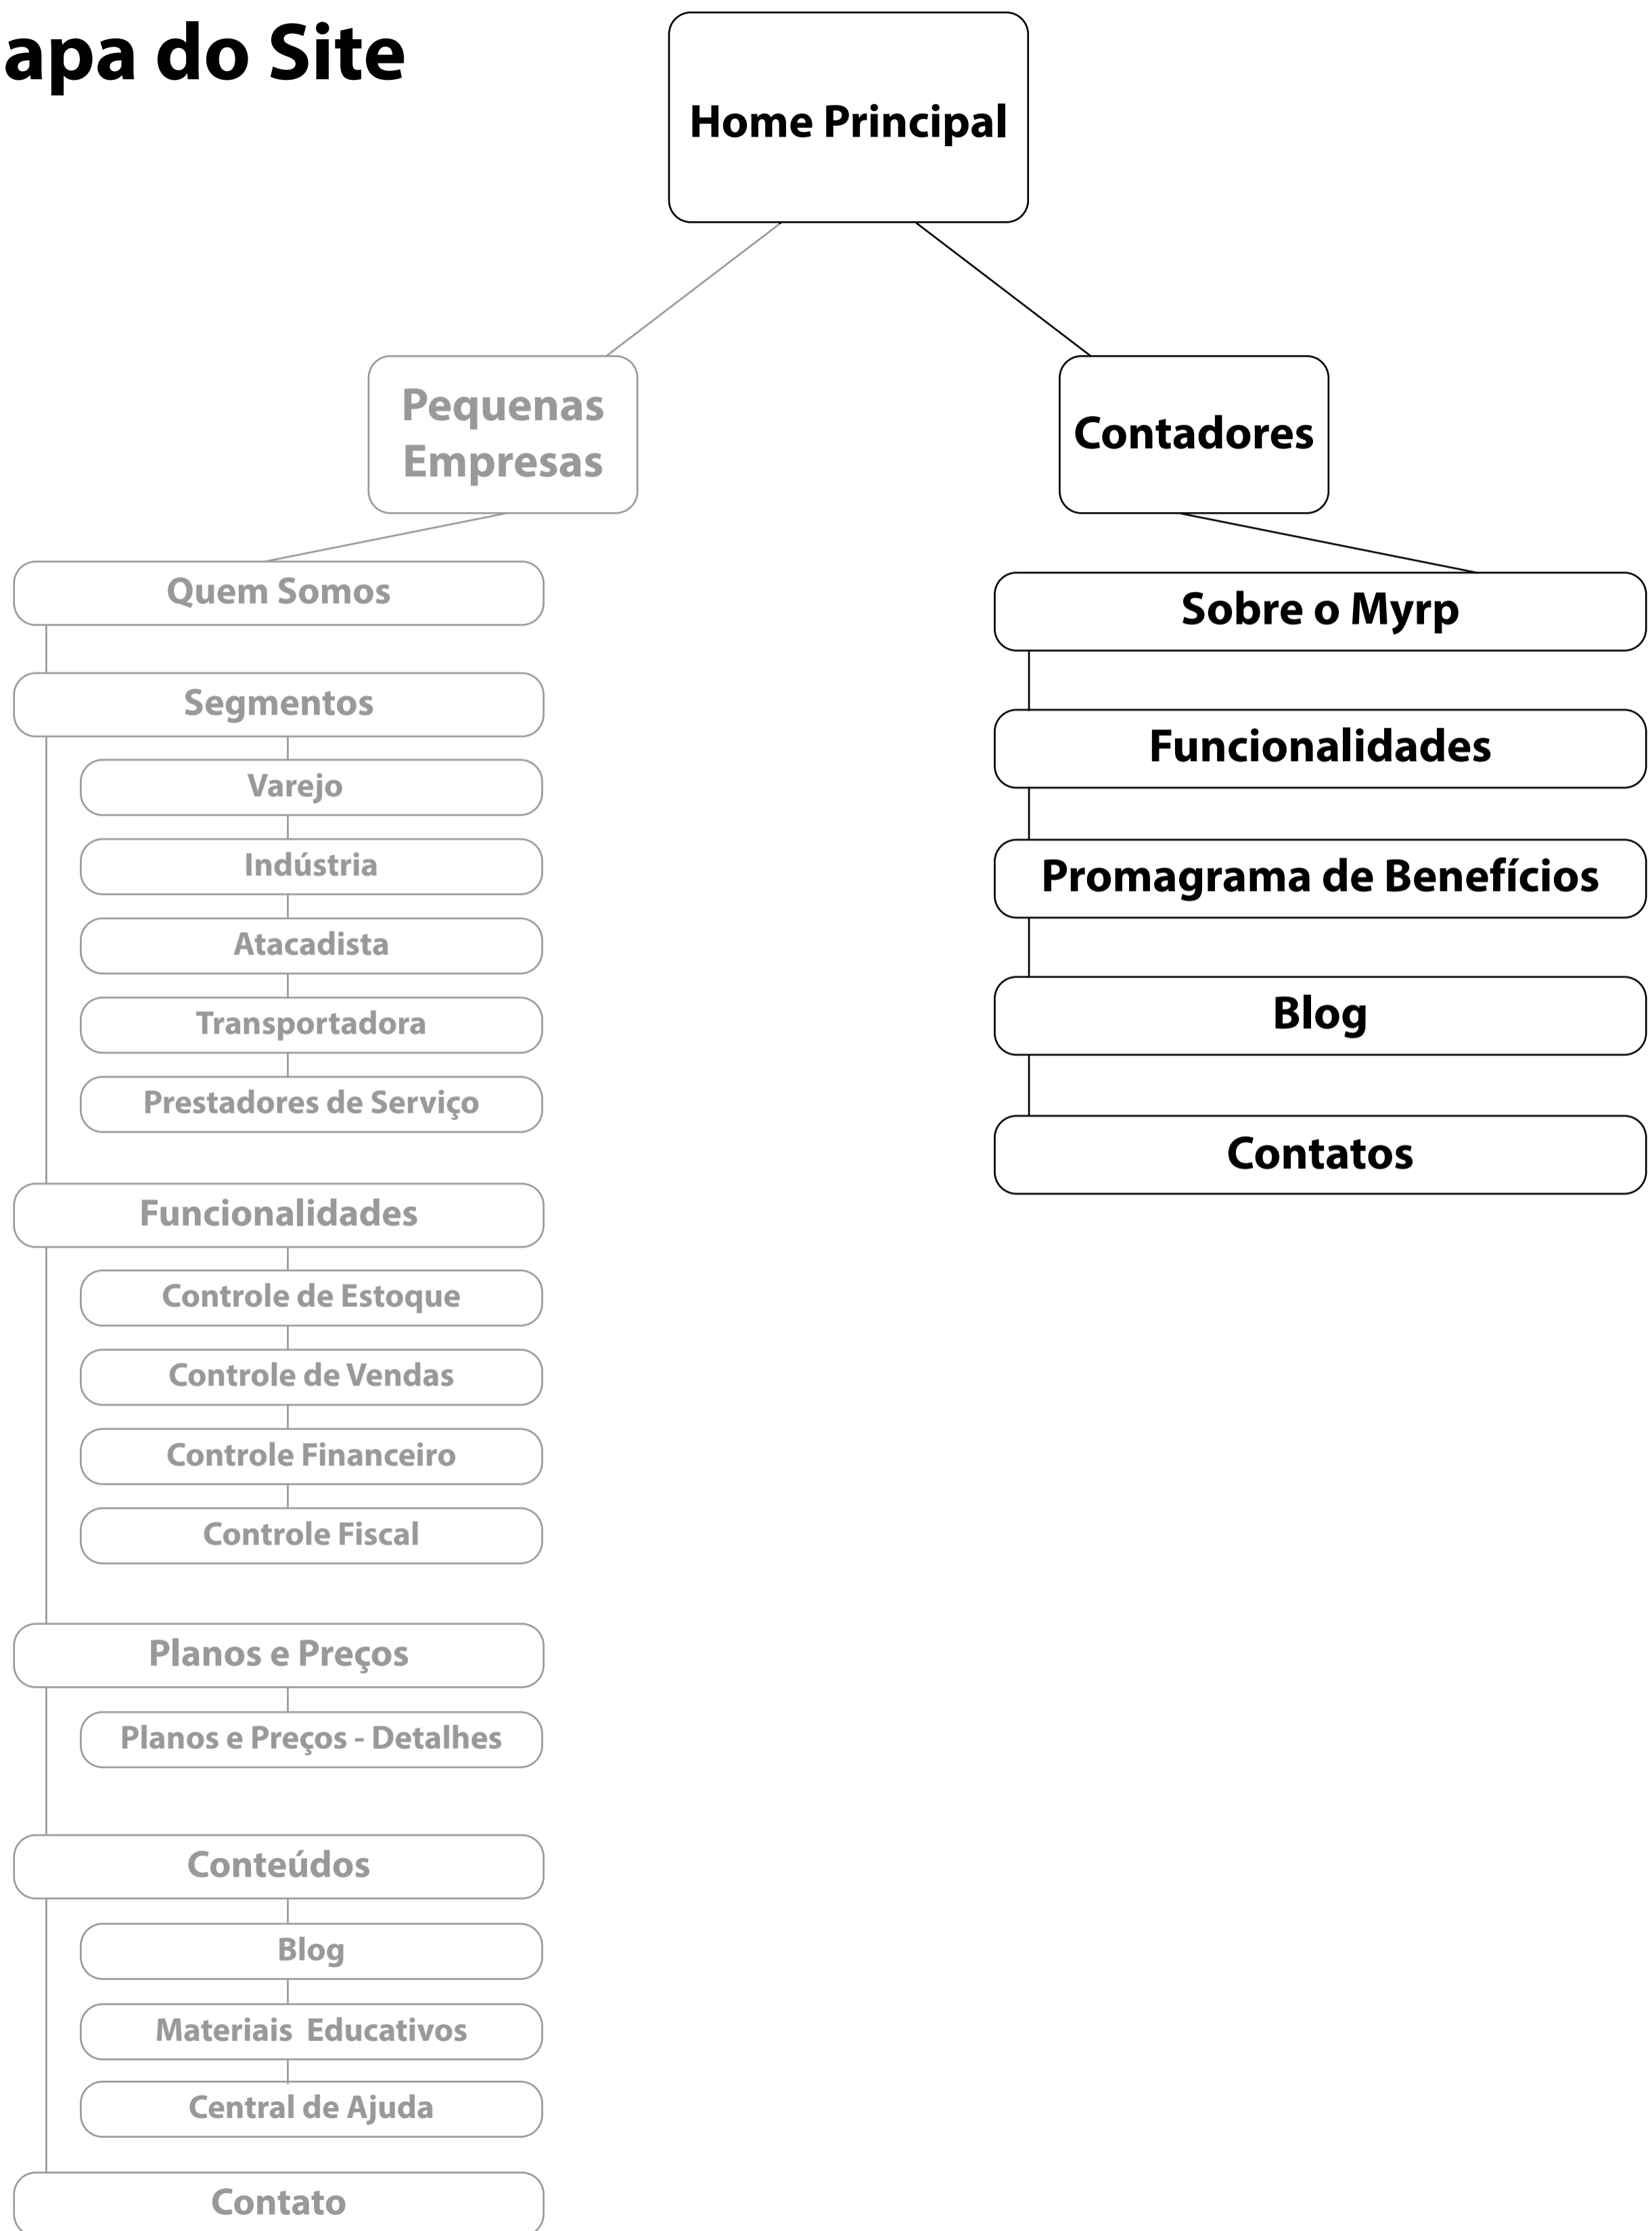 apa do Site
Home Principal
Pequenas
Empresas
Quem Somos
Segmentos
Varejo
Indústria
Atacadista
Transportadora
Prestadores de Serviço
Funcionalidades
Controle de Estoque
Controle de Vendas
Controle Financeiro
Controle Fiscal
Planos e Preços
Planos e Preços - Detalhes
Conteúdos
Blog
Materiais Educativos
Central de Ajuda
Contato
Contadores
Sobre o Myrp
Funcionalidades
Promagrama de Benefícios
Blog
Contatos